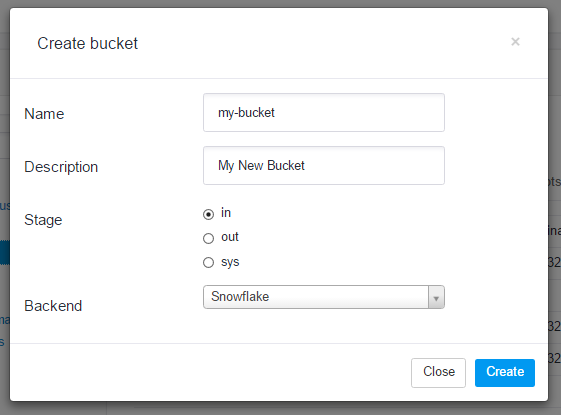 Create bucket ×
Name my-bucket
Description My New Bucket
Stage in
out
sys
Backend Snowflake
Close Create